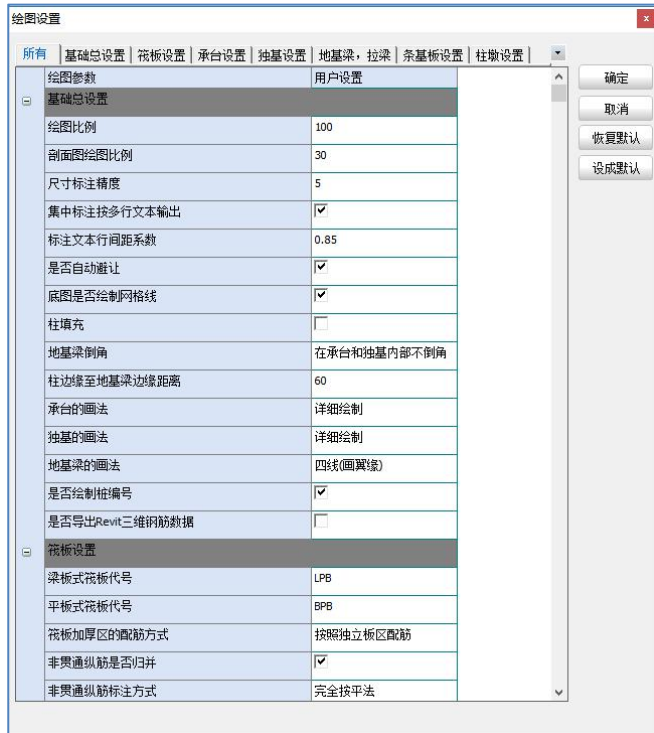 绘图设置
所有 基础总设置 筏板设置 承台设置 独基设置 地基梁，拉梁 条基板设置 柱墩设置
绘图参数 用户设置
基础总设置
绘图比例 100
剖面图绘图比例 30
尺寸标注精度 5
集中标注按多行文本输出
标注文本行间距系数 0.85
是否自动避让
底图是否绘制网格线
柱填充
地基梁倒角 在承台和独基内部不倒角
柱边缘至地基梁边缘距离 60
承台的画法 详细绘制
独基的画法 详细绘制
地基梁的画法 四线(画翼缘)
是否绘制桩编号
是否导出Revit三维钢筋数据
筏板设置
梁板式筏板代号 LPB
平板式筏板代号 BPB
筏板加厚区的配筋方式 按照独立板区配筋
非贯通纵筋是否归并
非贯通纵筋标注方式 完全按平法
确定
取消
恢复默认
设成默认